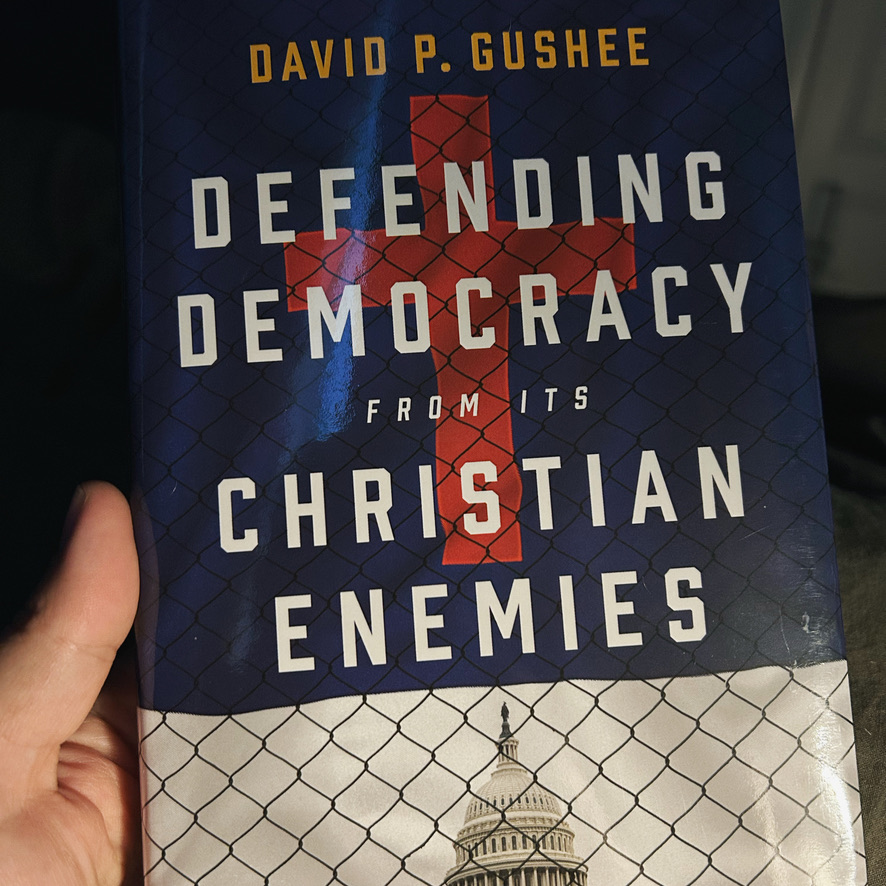 DAVID P. GUSHEE
DEFENDING
DEMOCRACY
FROM ITS
CHRISTIAN
ENEMIES